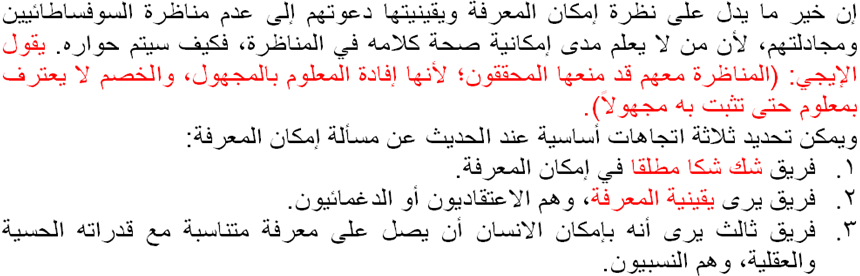 إن خير ما يدل على نظرة إمكان المعرفة ويقينيتها دعوتهم إلى عدم مناظرة السوفساطائيين
ومجادلتهم، لأن من لا يعلم مدى إمكانية صحة كلامه في المناظرة، فكيف سيتم حواره. يقول
الإيجي: (المناظرة معهم قد منعها المحققون؛ لأنها إفادة المعلوم بالمجهول، والخصم لا يعترف
بمعلوم حتى تثبت به مجهولاً).
ويمكن تحديد ثلاثة اتجاهات أساسية عند الحديث عن مسألة إمكان المعرفة:
١. فريق شك شكا مطلقا في إمكان المعرفة.
٢. فريق يرى يقينية المعرفة، وهم الاعتقاديون أو الدغمائيون.
٣. فريق ثالث يرى أنه بإمكان الانسان أن يصل على معرفة متناسبة مع قدراته الحسية
والعقلية، وهم النسبيون.